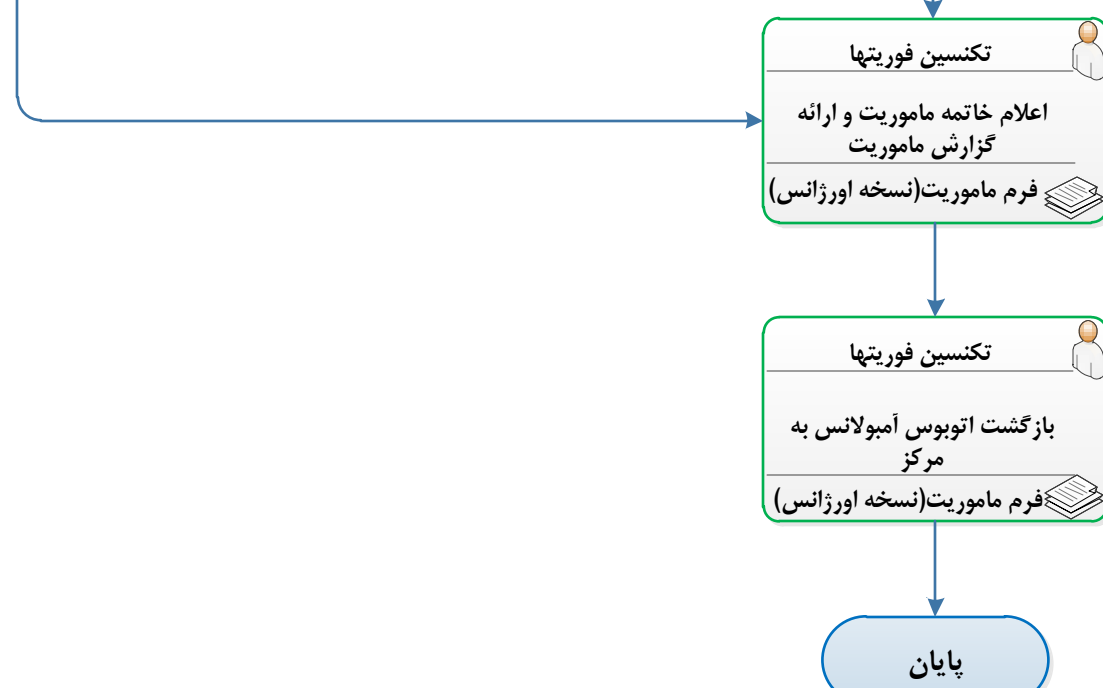 تکنسین فوریتها
اعلام خاتمه ماموریت و ارائه
گزارش ماموریت
فرم ماموریت(نسخه اورژانس)
تکنسین فوریتها
بازگشت اتوبوس آمبولانس به
مرکز
فرم ماموریت(نسخه اورژانس)
پایان